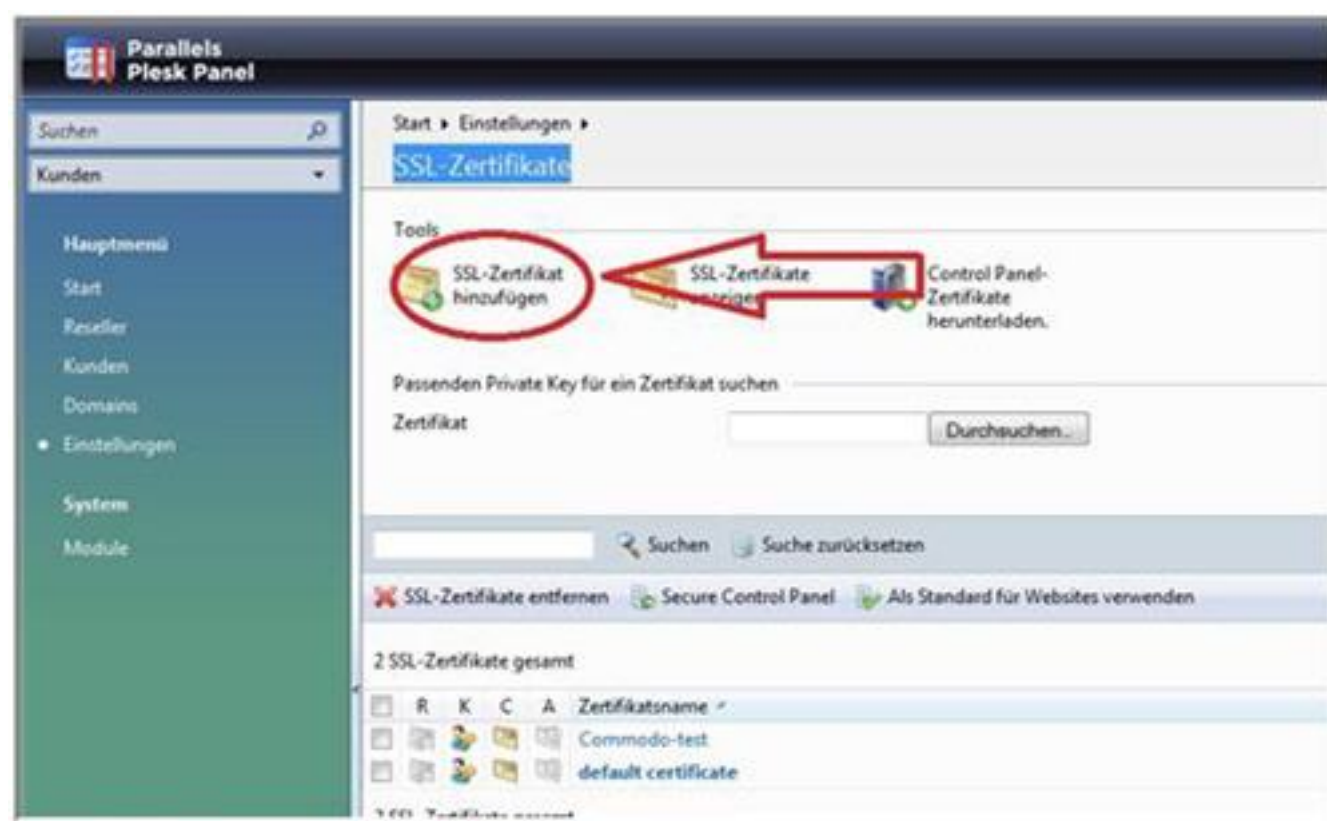 Parallels
Plesk Panel
Suchen
Kunden
Hauptmenü
Start
Reseller
Kunden
Domains
Einstellungen
System
Module
Start ▸ Einstellungen ▸
SSL-Zertifikate
Tools
SSL-Zertifikat
hinzufügen
SSL-Zertifikate
Control Panel-
Zertifikate
herunterladen.
Passenden Private Key für ein Zertifikat suchen
Zertifikat
Durchsuchen...
Suchen Suche zurücksetzen
SSL-Zertifikate entfernen Secure Control Panel Als Standard für Websites verwenden
2 SSL-Zertifikate gesamt
R K C A Zertifikatsname
Commodo-test
default certificate